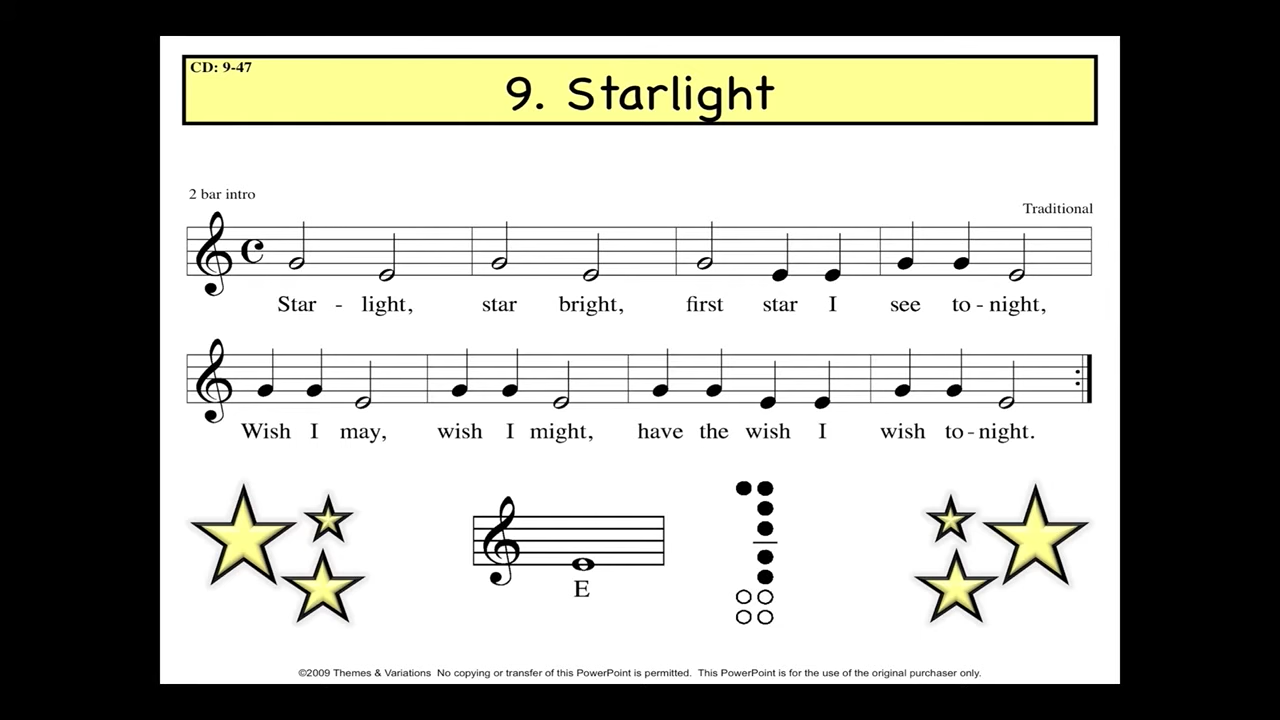 CD: 9-47
9. Starlight
2 bar intro
Traditional
Star - light, star bright, first star I see to - night,
Wish I may, wish I might, have the wish I wish to - night.
E
©2009 Themes & Variations No copying or transfer of this PowerPoint is permitted. This PowerPoint is for the use of the original purchaser only.